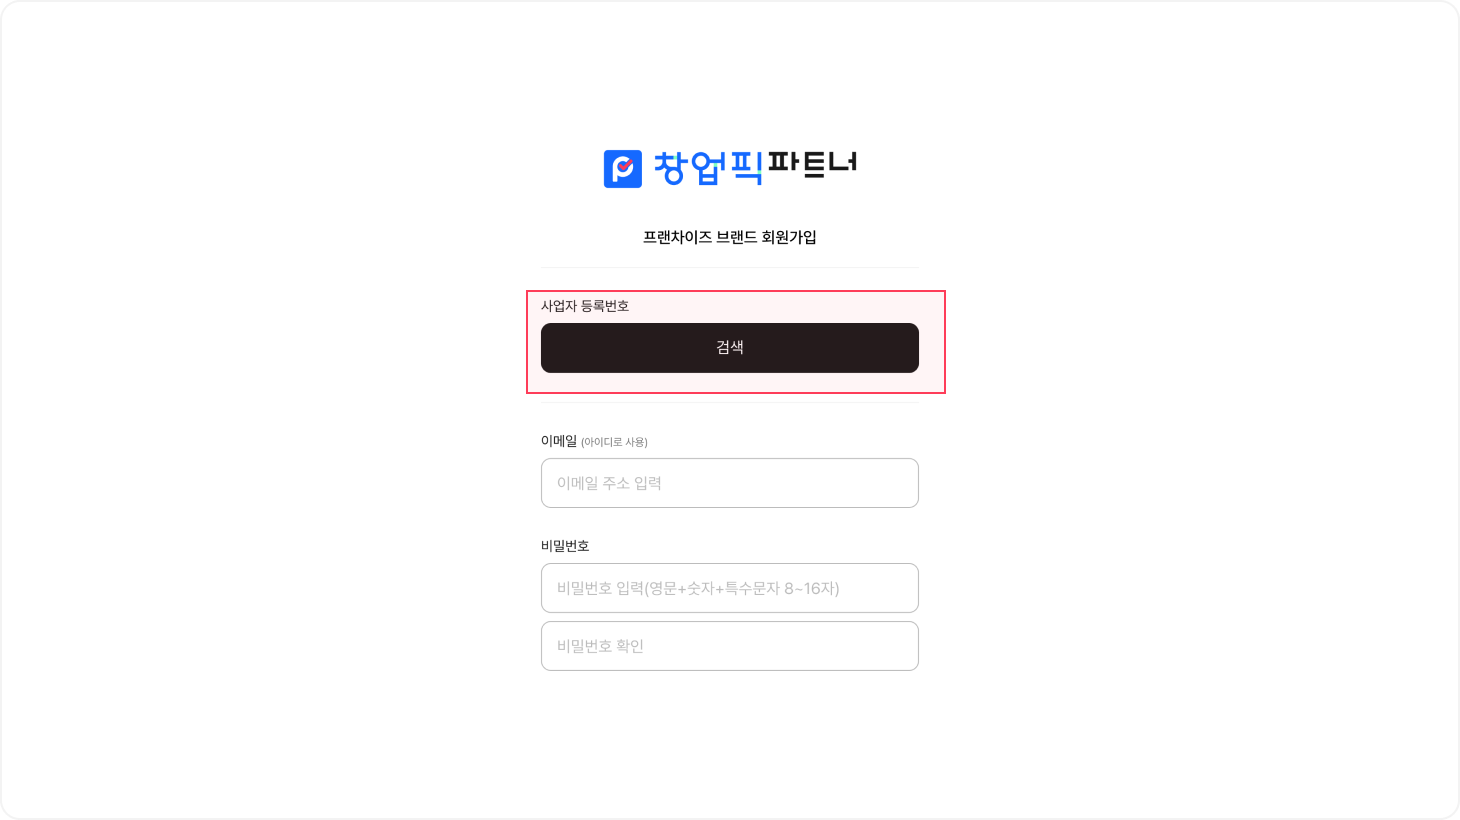 창업픽파트너
프랜차이즈 브랜드 회원가입
사업자 등록번호
검색
이메일 (아이디로 사용)
이메일 주소 입력
비밀번호
비밀번호 입력(영문+숫자+특수문자 8~16자)
비밀번호 확인